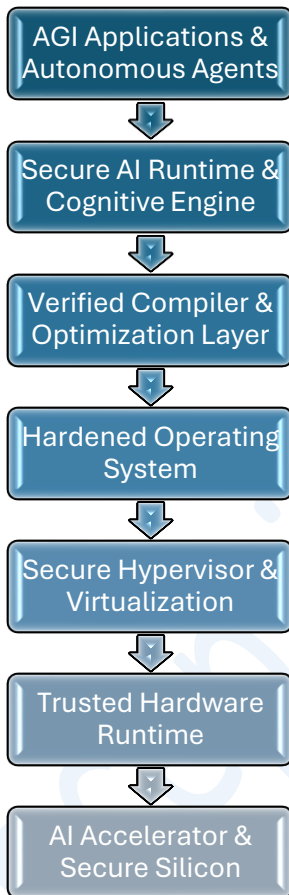 AGI Applications &
Autonomous Agents
Secure AI Runtime &
Cognitive Engine
Verified Compiler &
Optimization Layer
Hardened Operating
System
Secure Hypervisor &
Virtualization
Trusted Hardware
Runtime
AI Accelerator &
Secure Silicon